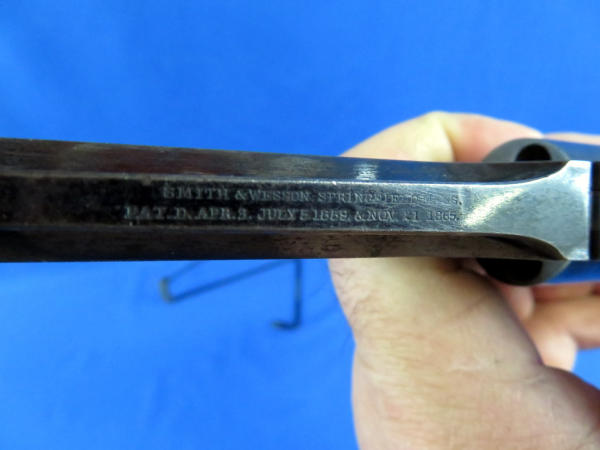 SMITH & WESSON. SPRINGFIELD
PAT. D. APR. 3. JULY 5 1859. & NOV. 21 1865.